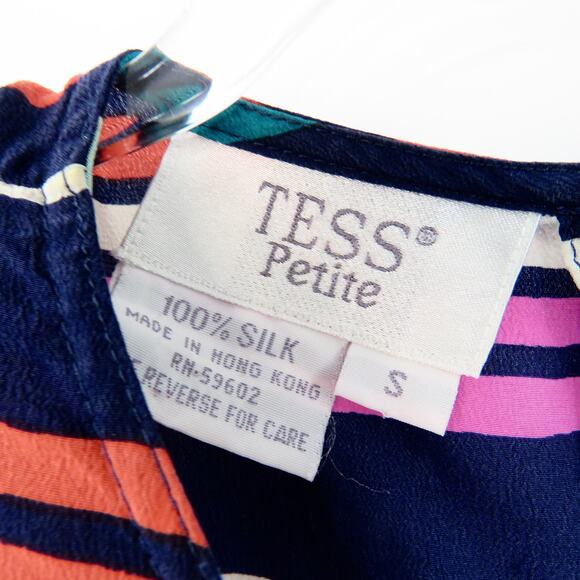 TESS®
Petite
100% SILK
MADE IN HONG KONG
RN·59602
REVERSE FOR CARE
S